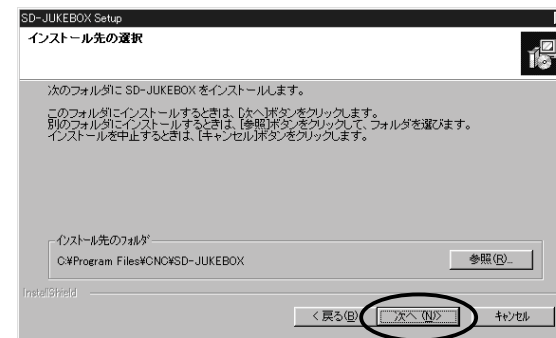 SD-JUKEBOX Setup
インストール先の選択
次のフォルダに SD-JUKEBOX をインストールします。
このフォルダにインストールするときは、[次へ]ボタンをクリックします。
別のフォルダにインストールするときは、[参照]ボタンをクリックして、フォルダを選びます。
インストールを中止するときは、[キャンセル]ボタンをクリックします。
インストール先のフォルダ
C:¥Program Files¥CNC¥SD-JUKEBOX
参照(R)...
InstallShield
< 戻る(B)
次へ (N)>
キャンセル